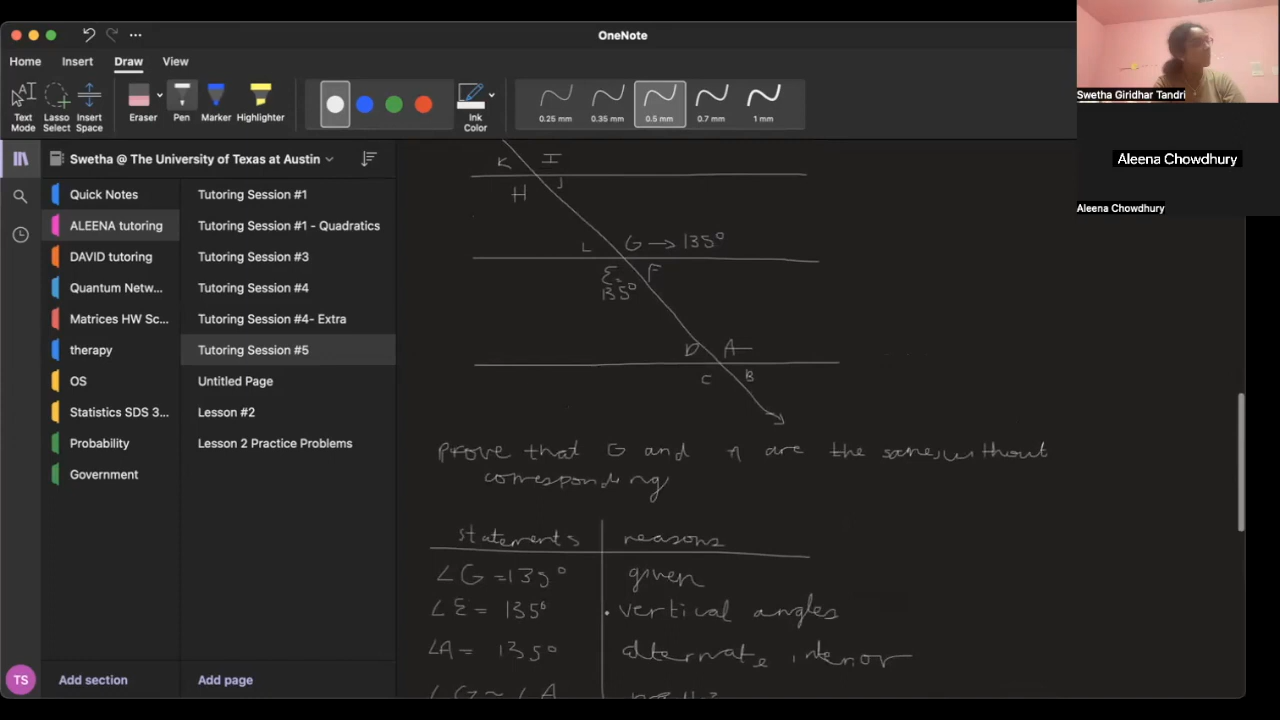 OneNote
Home Insert Draw View
Text Mode
Lasso Select
Insert Space
Eraser
Pen
Marker
Highlighter
Ink Color
0.25 mm
0.35 mm
0.5 mm
0.7 mm
1 mm
Swetha Giridhar Tandri
Aleena Chowdhury
Aleena Chowdhury
Swetha @ The University of Texas at Austin
Quick Notes
ALEENA tutoring
DAVID tutoring
Quantum Netw...
Matrices HW Sc...
therapy
OS
Statistics SDS 3...
Probability
Government
Tutoring Session #1
Tutoring Session #1 - Quadratics
Tutoring Session #3
Tutoring Session #4
Tutoring Session #4- Extra
Tutoring Session #5
Untitled Page
Lesson #2
Lesson 2 Practice Problems
K I
H J
L G → 135°
E= F
135°
D A
C B
prove that G and A are the same, without
corresponding
statements reasons
∠G = 135° given
∠E = 135° vertical angles
∠A = 135° alternate interior
∠G ~ ∠A
TS
Add section
Add page